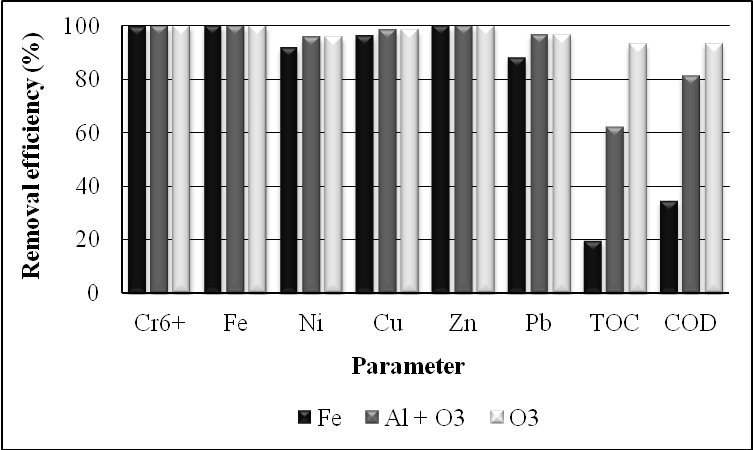 Removal efficiency (%)
100
80
60
40
20
0
Cr6+ Fe Ni Cu Zn Pb TOC COD
Parameter
Fe Al + O3 O3